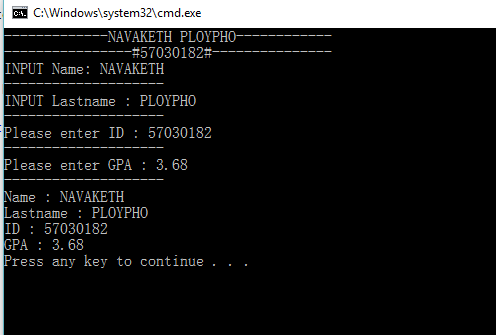 C:\Windows\system32\cmd.exe
-------------NAVAKETH PLOYPHO------------
----------------#57030182#---------------
INPUT Name: NAVAKETH
--------------------
INPUT Lastname : PLOYPHO
--------------------
Please enter ID : 57030182
--------------------
Please enter GPA : 3.68
--------------------
Name : NAVAKETH
Lastname : PLOYPHO
ID : 57030182
GPA : 3.68
Press any key to continue . . .